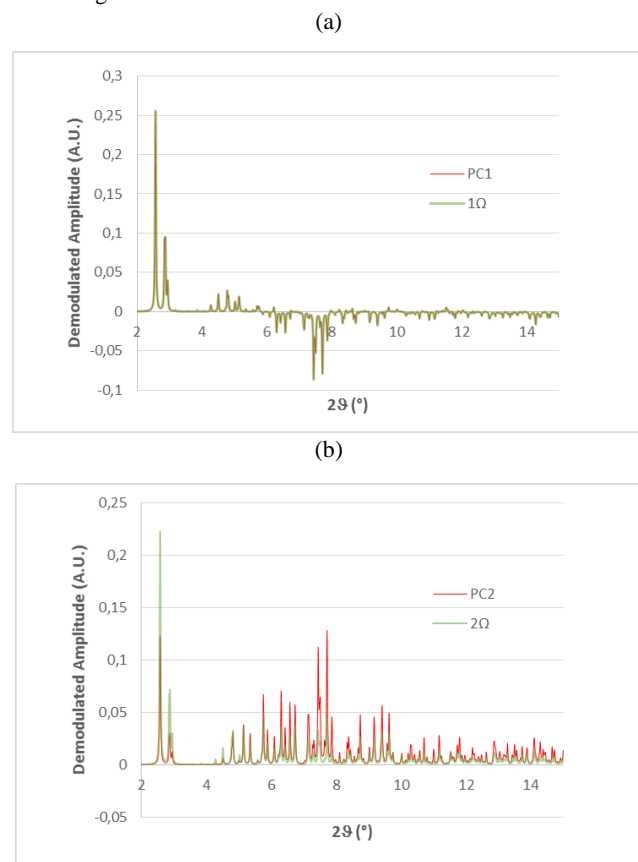 (a)
0,3
0,25
0,2
0,15
0,1
0,05
0
-0,05
-0,1
Demodulated Amplitude (A.U.)
PC1
1Ω
2 4 6 8 10 12 14
2ϑ (°)
(b)
0,25
0,2
0,15
0,1
0,05
0
-0,05
Demodulated Amplitude (A.U.)
PC2
2Ω
2 4 6 8 10 12 14
2ϑ (°)